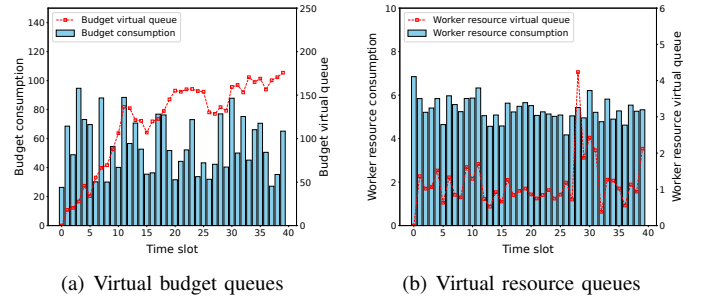 Budget virtual queue
Budget consumption
Budget consumption
Budget virtual queue
0
20
40
60
80
100
120
140
0
50
100
150
200
250
0 5 10 15 20 25 30 35 40
Time slot
(a) Virtual budget queues
Worker resource virtual queue
Worker resource consumption
Worker resource consumption
Worker resource virtual queue
0
2
4
6
8
10
0
1
2
3
4
5
6
0 5 10 15 20 25 30 35 40
Time slot
(b) Virtual resource queues